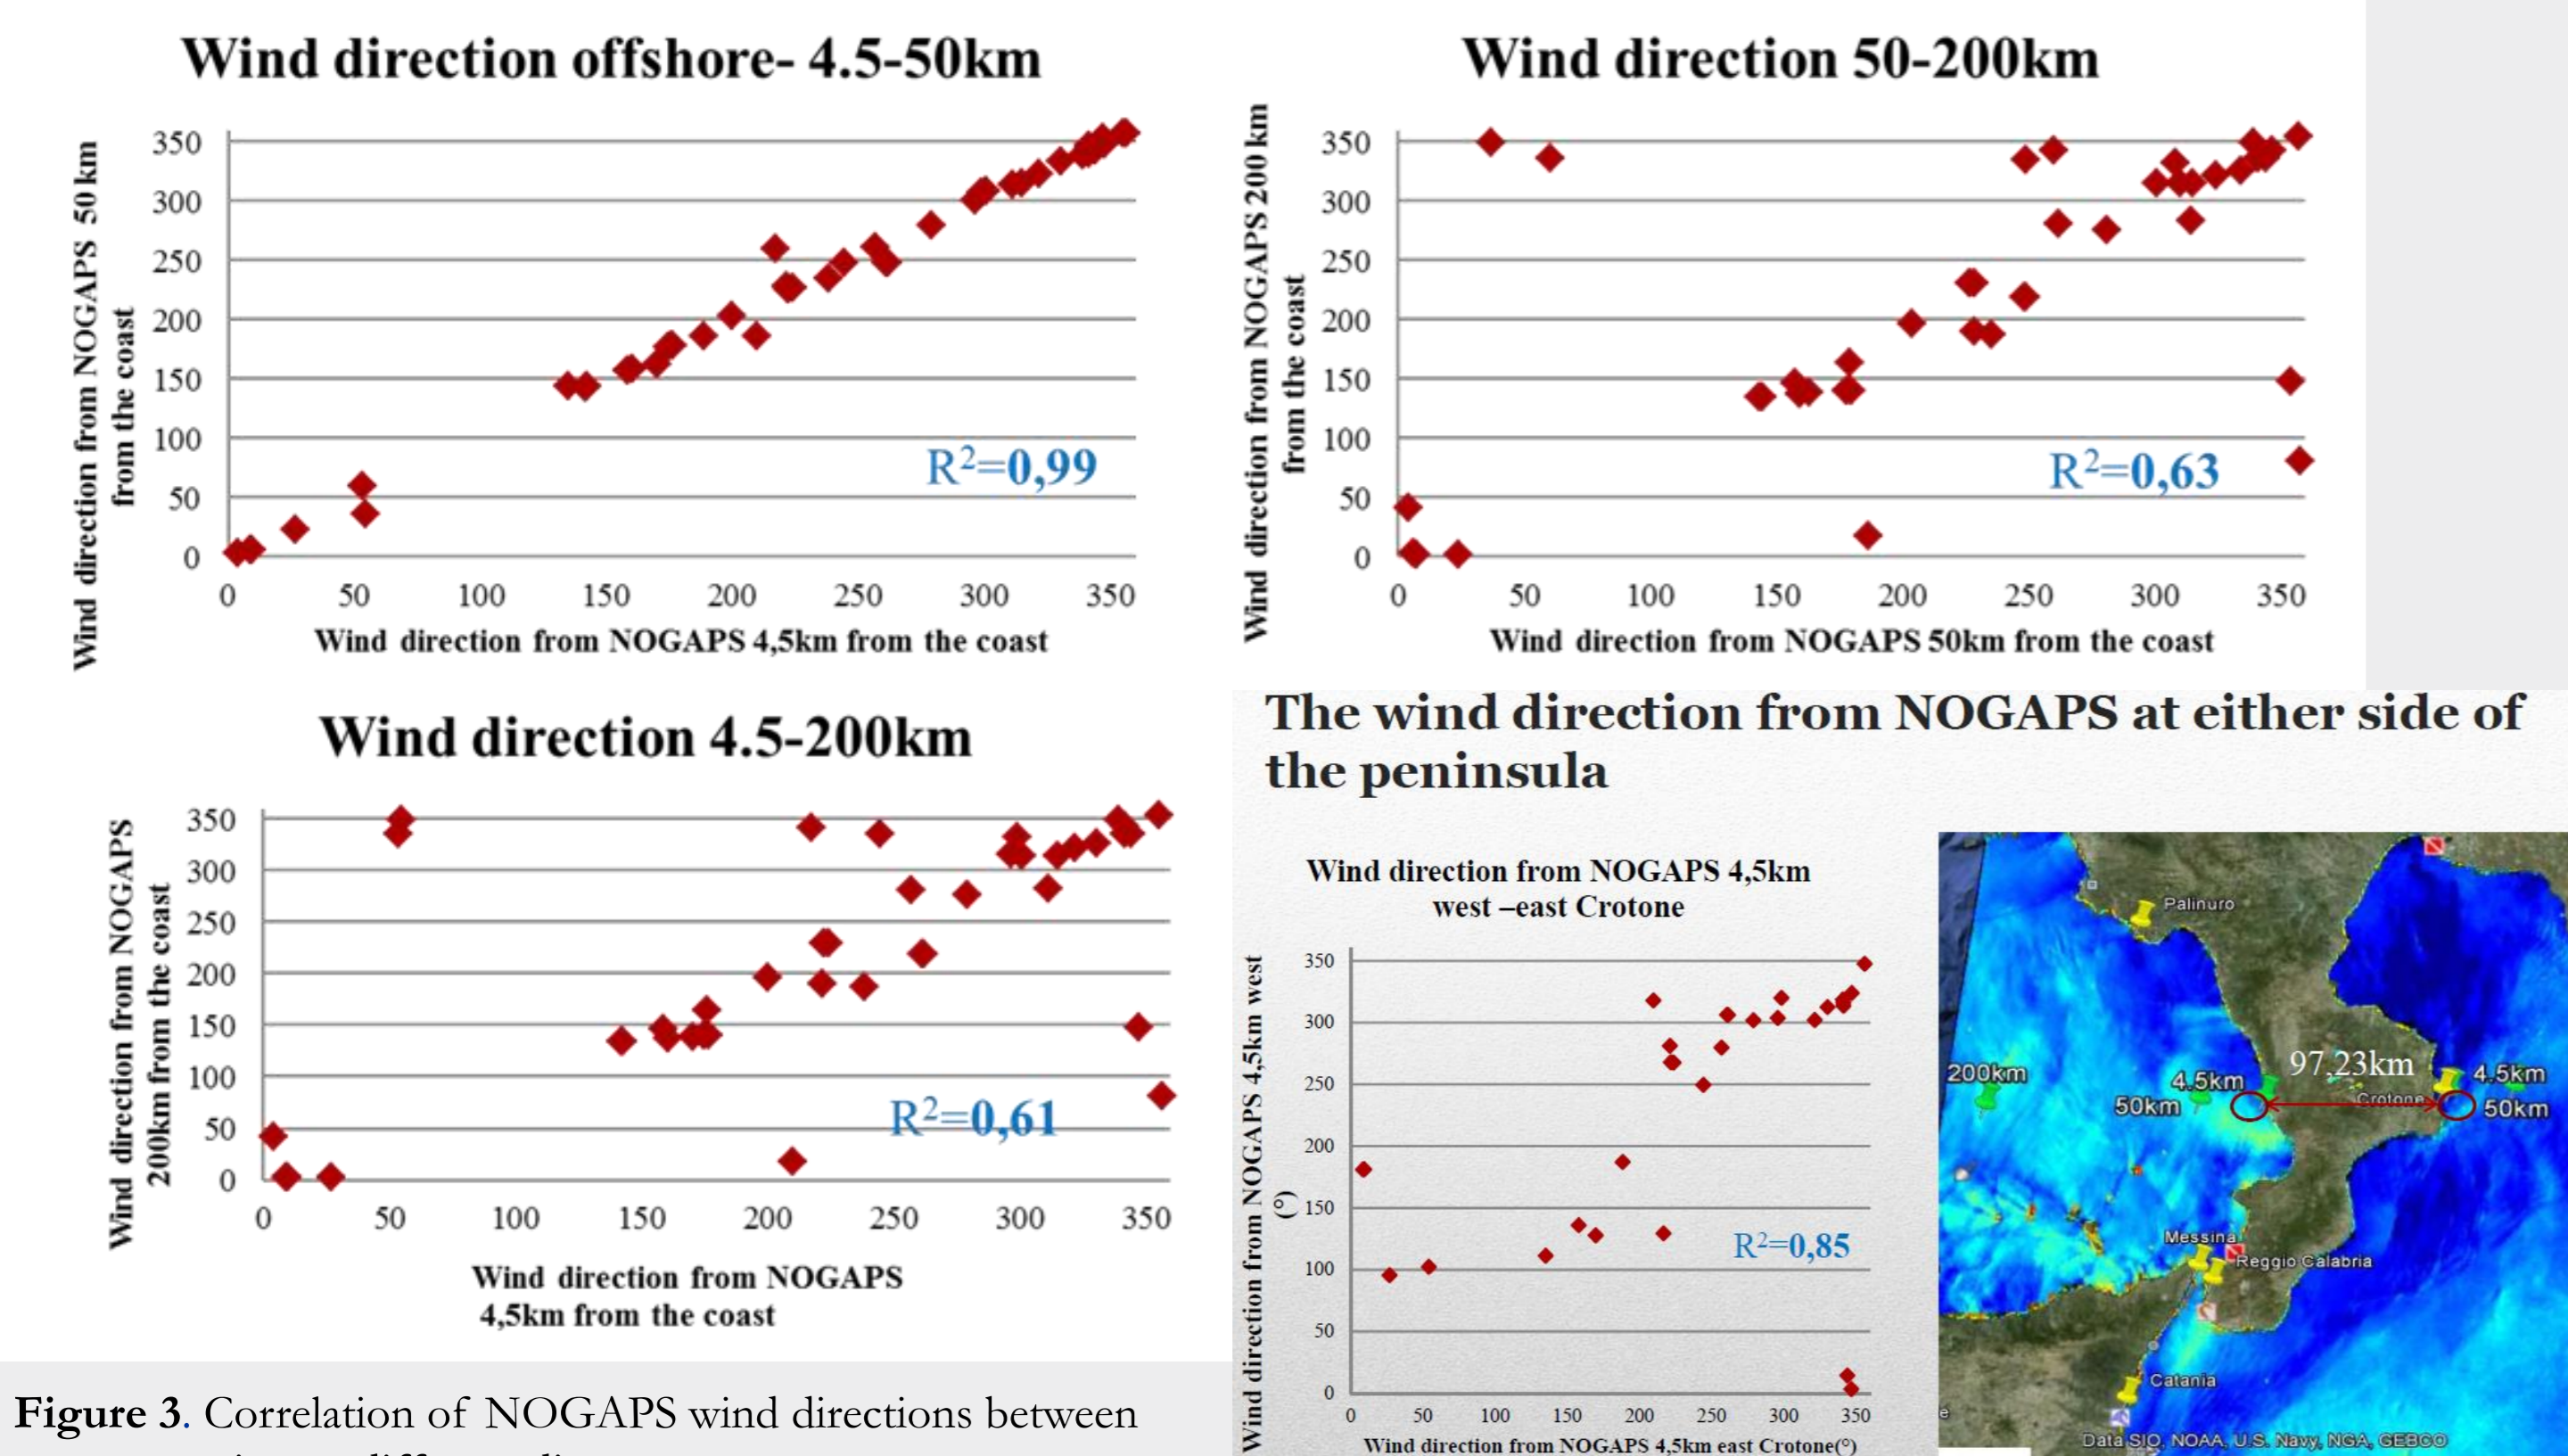 Wind direction offshore- 4.5-50km
Wind direction from NOGAPS 50 km
from the coast
350
300
250
200
150
100
50
0
R²=0,99
0 50 100 150 200 250 300 350
Wind direction from NOGAPS 4,5km from the coast
Wind direction 50-200km
Wind direction from NOGAPS 200 km
from the coast
350
300
250
200
150
100
50
0
R²=0,63
0 50 100 150 200 250 300 350
Wind direction from NOGAPS 50km from the coast
Wind direction 4.5-200km
Wind direction from NOGAPS
200km from the coast
350
300
250
200
150
100
50
0
R²=0,61
0 50 100 150 200 250 300 350
Wind direction from NOGAPS
4,5km from the coast
The wind direction from NOGAPS at either side of
the peninsula
Wind direction from NOGAPS 4,5km
west –east Crotone
Wind direction from NOGAPS 4,5km west
(°)
350
300
250
200
150
100
50
0
R²=0,85
0 50 100 150 200 250 300 350
Wind direction from NOGAPS 4,5km east Crotone(°)
Palinuro
97,23km
200km
4.5km
4.5km
50km
Crotone
50km
Messina
Reggio Calabria
Catania
e
Data SIO, NOAA, U.S. Navy, NGA, GEBCO
Figure 3. Correlation of NOGAPS wind directions between